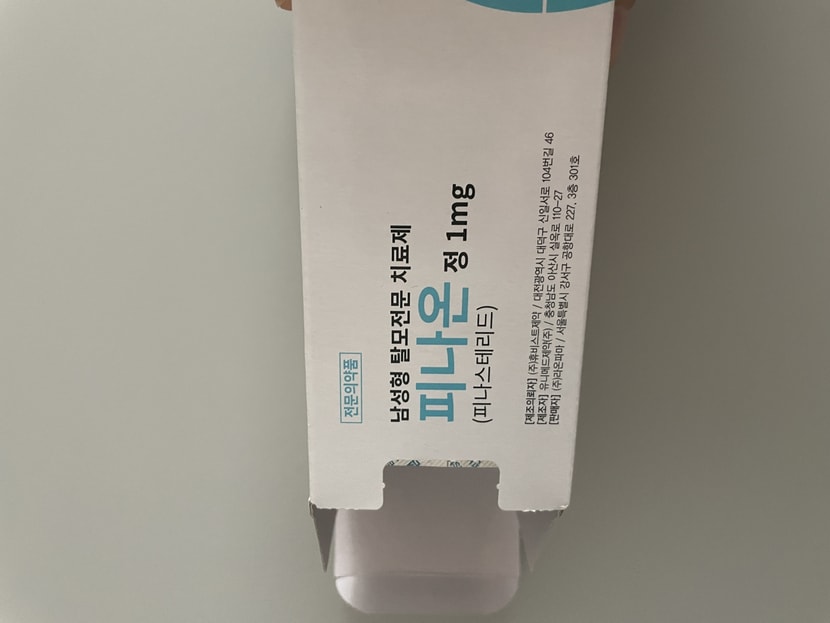 전문의약품
남성형 탈모전문 치료제
피나온 정 1mg
(피나스테리드)
[제조의뢰자] (주)휴비스트제약 / 대전광역시 대덕구 신일서로 104번길 46
[제조자] 유니메드제약(주) / 충청남도 아산시 실옥로 110-27
[판매자] (주)라온파마 / 서울특별시 강서구 공항대로 227, 3층 301호